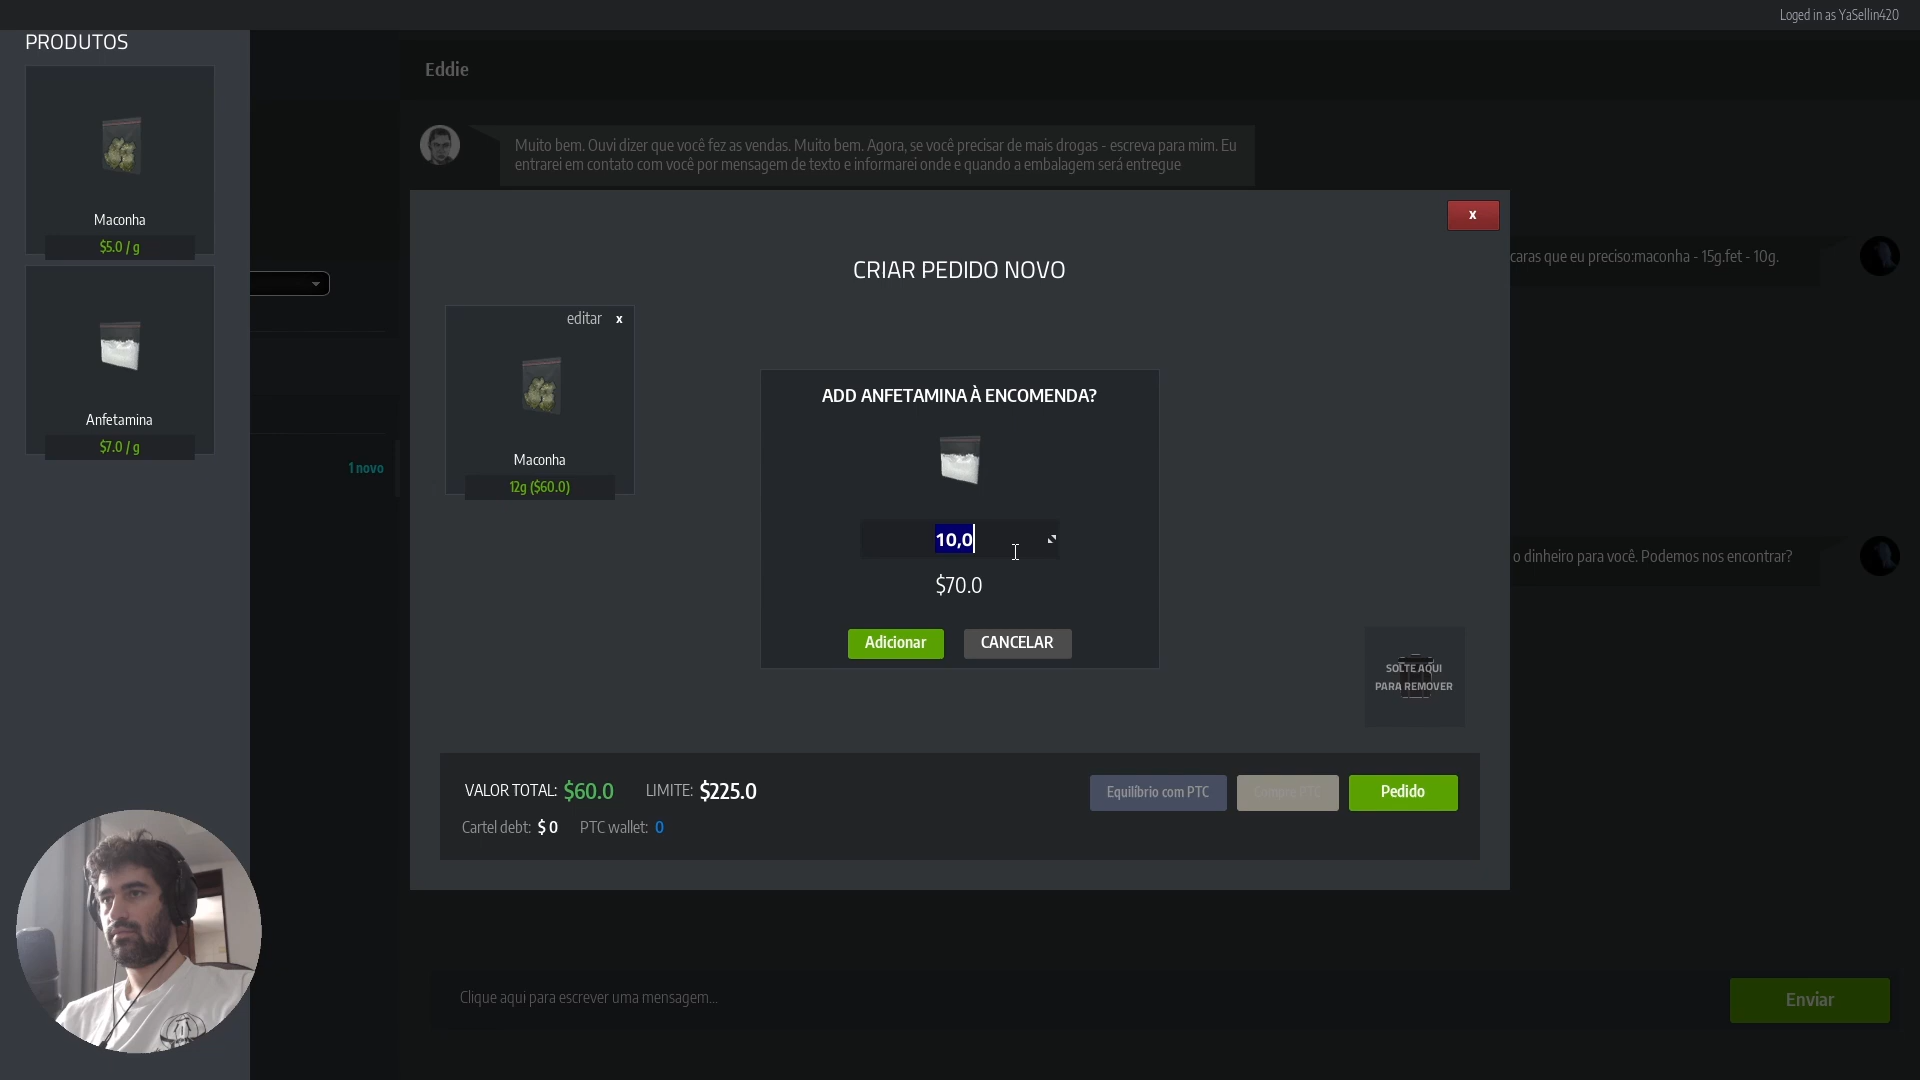 Loged in as YaSellin420
PRODUTOS
Maconha
$5.0 / g
Anfetamina
$7.0 / g
1 novo
Eddie
Muito bem. Ouvi dizer que você fez as vendas. Muito bem. Agora, se você precisar de mais drogas - escreva para mim. Eu
entrarei em contato com você por mensagem de texto e informarei onde e quando a embalagem será entregue
caras que eu preciso:maconha - 15g.fet - 10g.
o dinheiro para você. Podemos nos encontrar?
x
CRIAR PEDIDO NOVO
editar x
Maconha
12g ($60.0)
ADD ANFETAMINA À ENCOMENDA?
10,0
$70.0
Adicionar CANCELAR
SOLTE AQUI
PARA REMOVER
VALOR TOTAL: $60.0 LIMITE: $225.0
Cartel debt: $ 0 PTC wallet: 0
Equilíbrio com PTC Compre PTC Pedido
Clique aqui para escrever uma mensagem...
Enviar